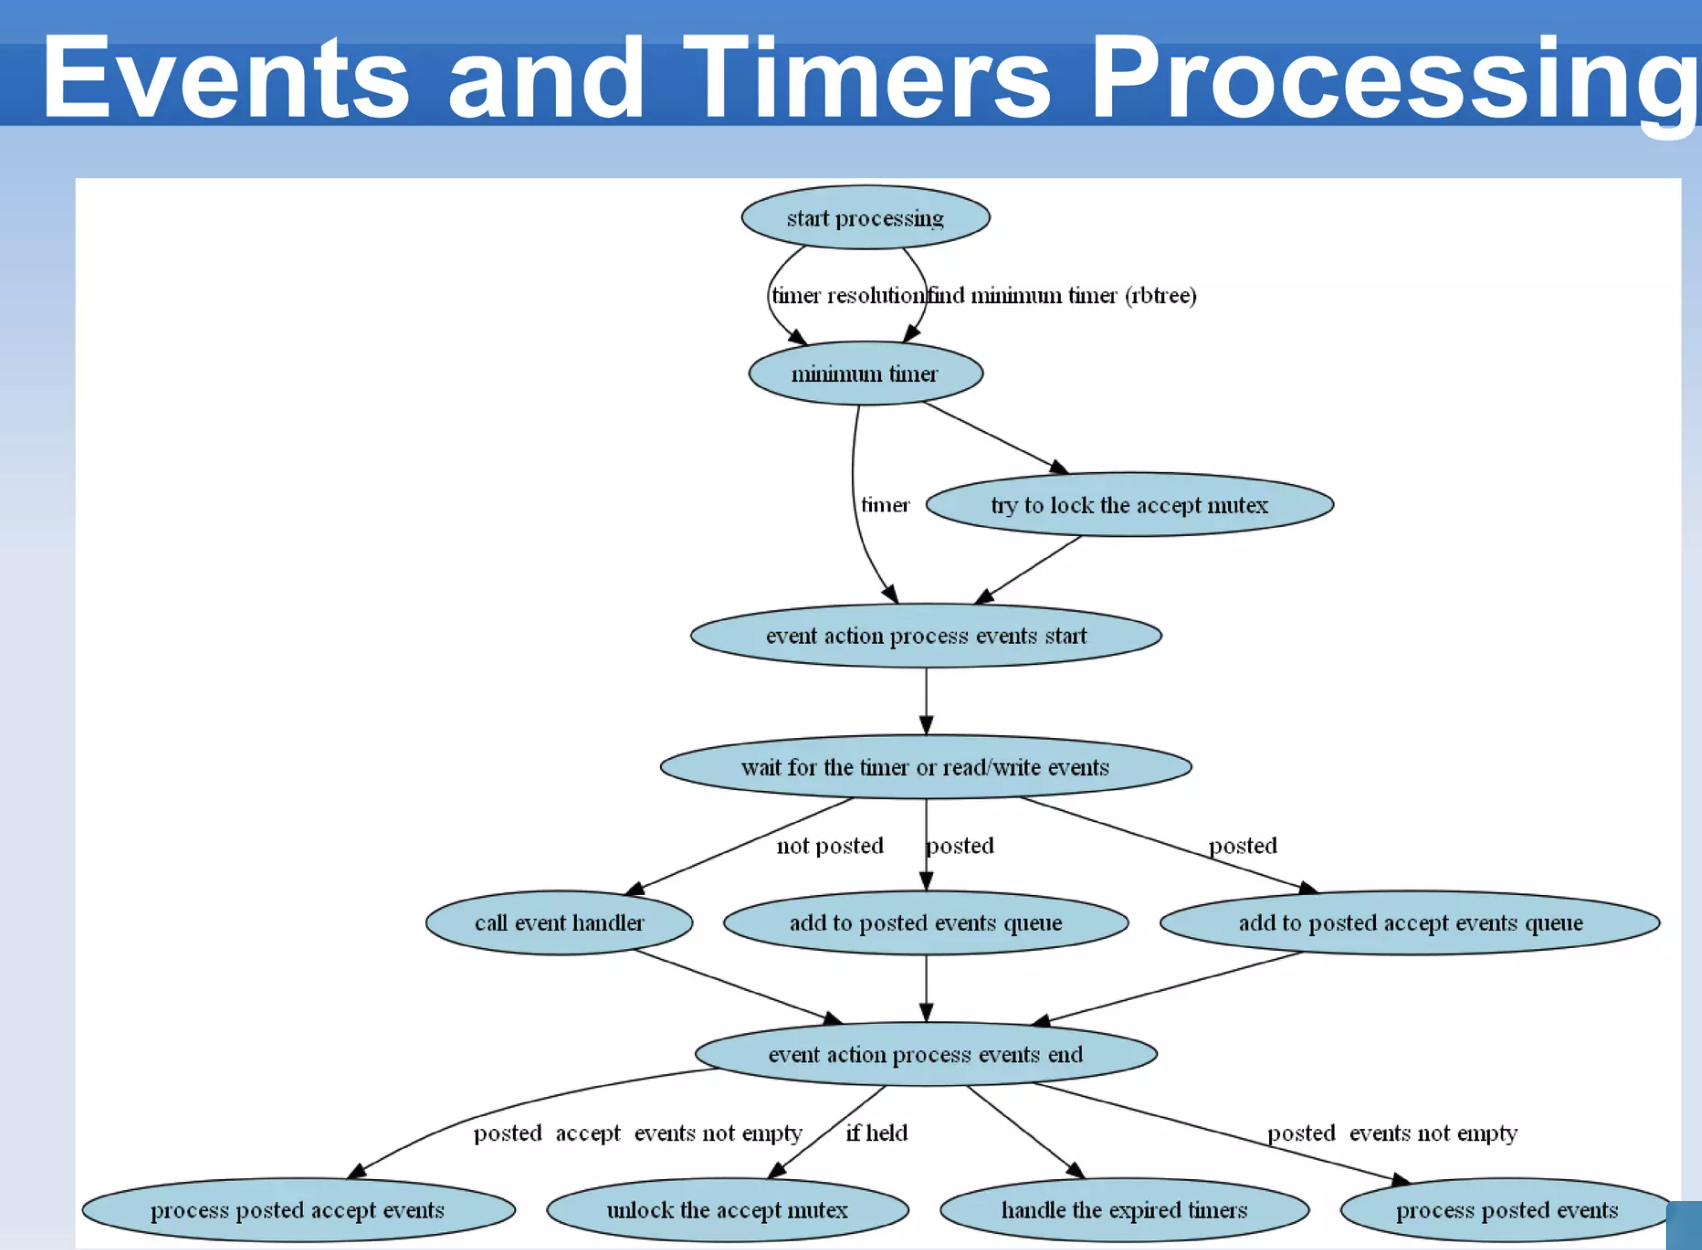 Events and Timers Processing
start processing
timer resolution
find minimum timer (rbtree)
minimum timer
timer
try to lock the accept mutex
event action process events start
wait for the timer or read/write events
not posted
posted
posted
call event handler
add to posted events queue
add to posted accept events queue
event action process events end
posted accept events not empty
if held
posted events not empty
process posted accept events
unlock the accept mutex
handle the expired timers
process posted events